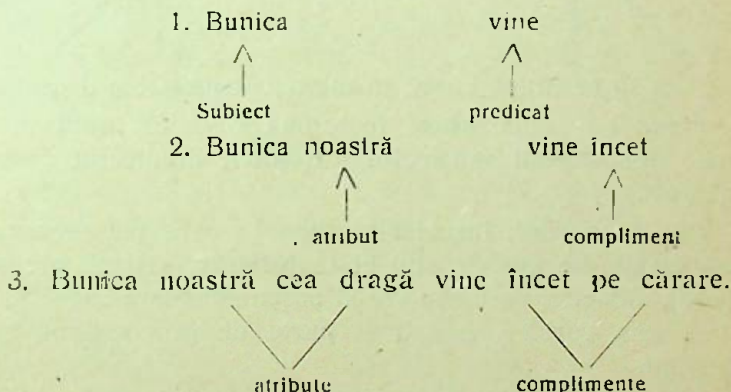 1. Bunica vine
Subiect predicat
2. Bunica noastră vine încet
atribut compliment
3. Bunica noastră cea dragă vine încet pe cărare.
atribute complimente